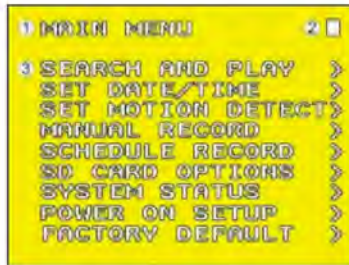 1 MAIN MENU 2
3 SEARCH AND PLAY >
SET DATE/TIME >
SET MOTION DETECT>
MANUAL RECORD >
SCHEDULE RECORD >
SD CARD OPTIONS >
SYSTEM STATUS >
POWER ON SETUP >
FACTORY DEFAULT >